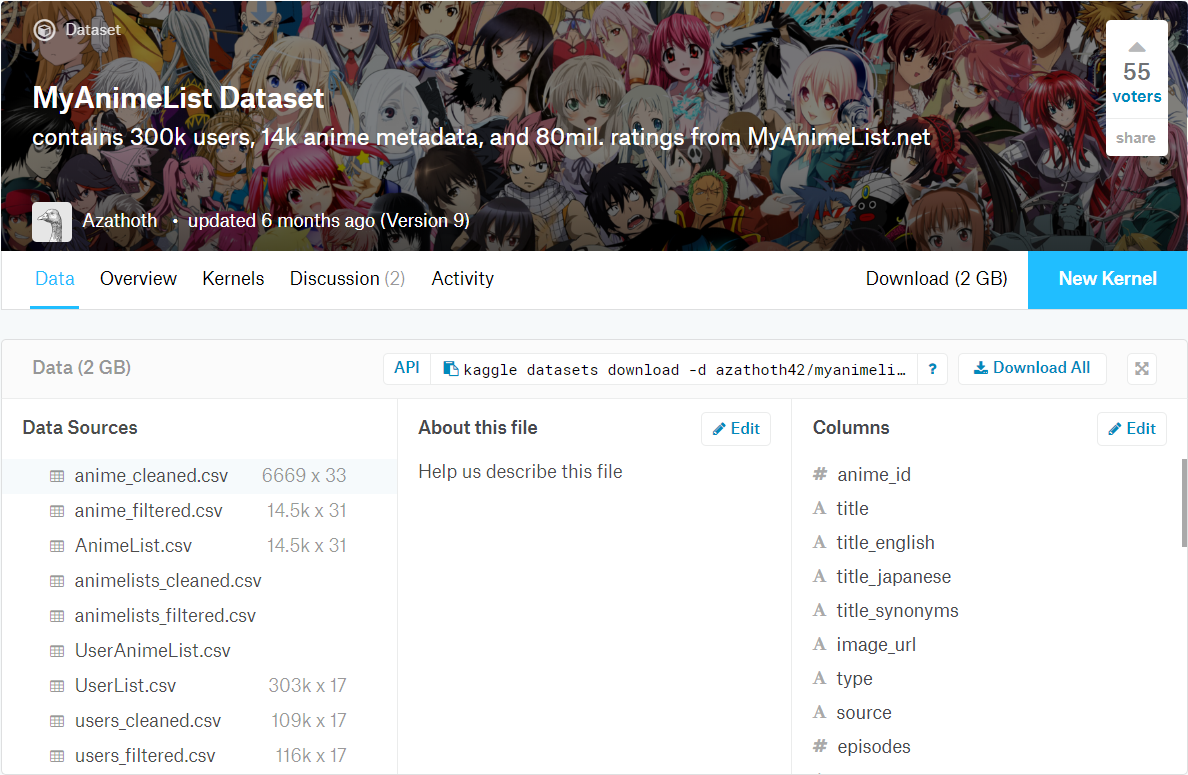 Dataset
55
voters
share
MyAnimeList Dataset
contains 300k users, 14k anime metadata, and 80mil. ratings from MyAnimeList.net
Azathoth • updated 6 months ago (Version 9)
Data Overview Kernels Discussion (2) Activity Download (2 GB) New Kernel
Data (2 GB) API kaggle datasets download -d azathoth42/myanimeli… ? Download All
Data Sources
anime_cleaned.csv 6669 x 33
anime_filtered.csv 14.5k x 31
AnimeList.csv 14.5k x 31
animelists_cleaned.csv
animelists_filtered.csv
UserAnimeList.csv
UserList.csv 303k x 17
users_cleaned.csv 109k x 17
users_filtered.csv 116k x 17
About this file Edit
Help us describe this file
Columns Edit
# anime_id
A title
A title_english
A title_japanese
A title_synonyms
A image_url
A type
A source
# episodes